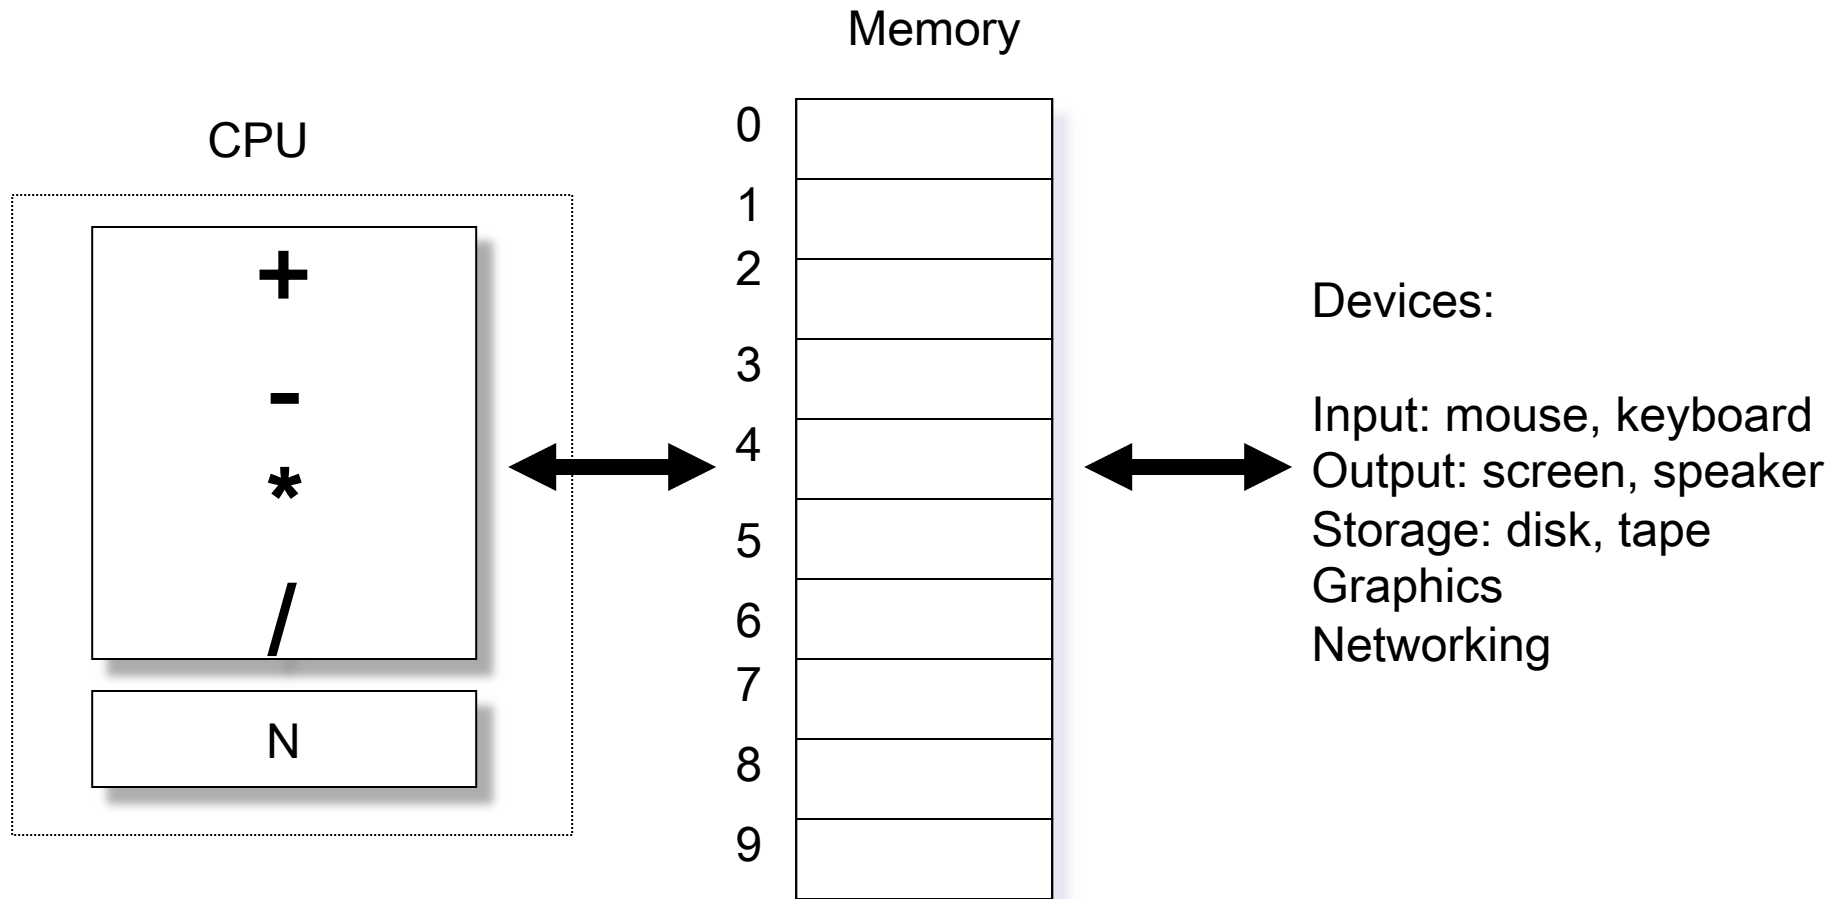 Memory
CPU
+
-
*
/
N
0
1
2
3
4
5
6
7
8
9
Devices:
Input: mouse, keyboard
Output: screen, speaker
Storage: disk, tape
Graphics
Networking